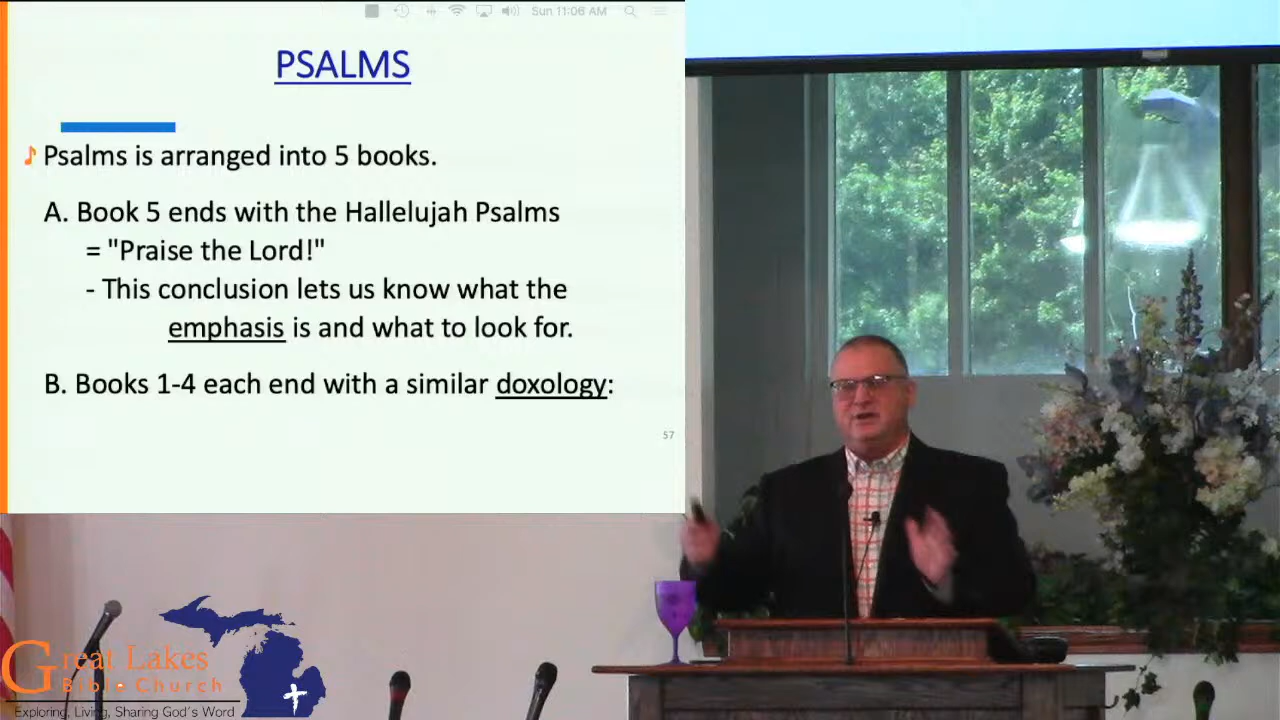 Sun 11:06 AM
PSALMS
Psalms is arranged into 5 books.
A. Book 5 ends with the Hallelujah Psalms
= "Praise the Lord!"
- This conclusion lets us know what the
emphasis is and what to look for.
B. Books 1-4 each end with a similar doxology:
57
Great Lakes
Bible Church
Exploring, Living, Sharing God's Word